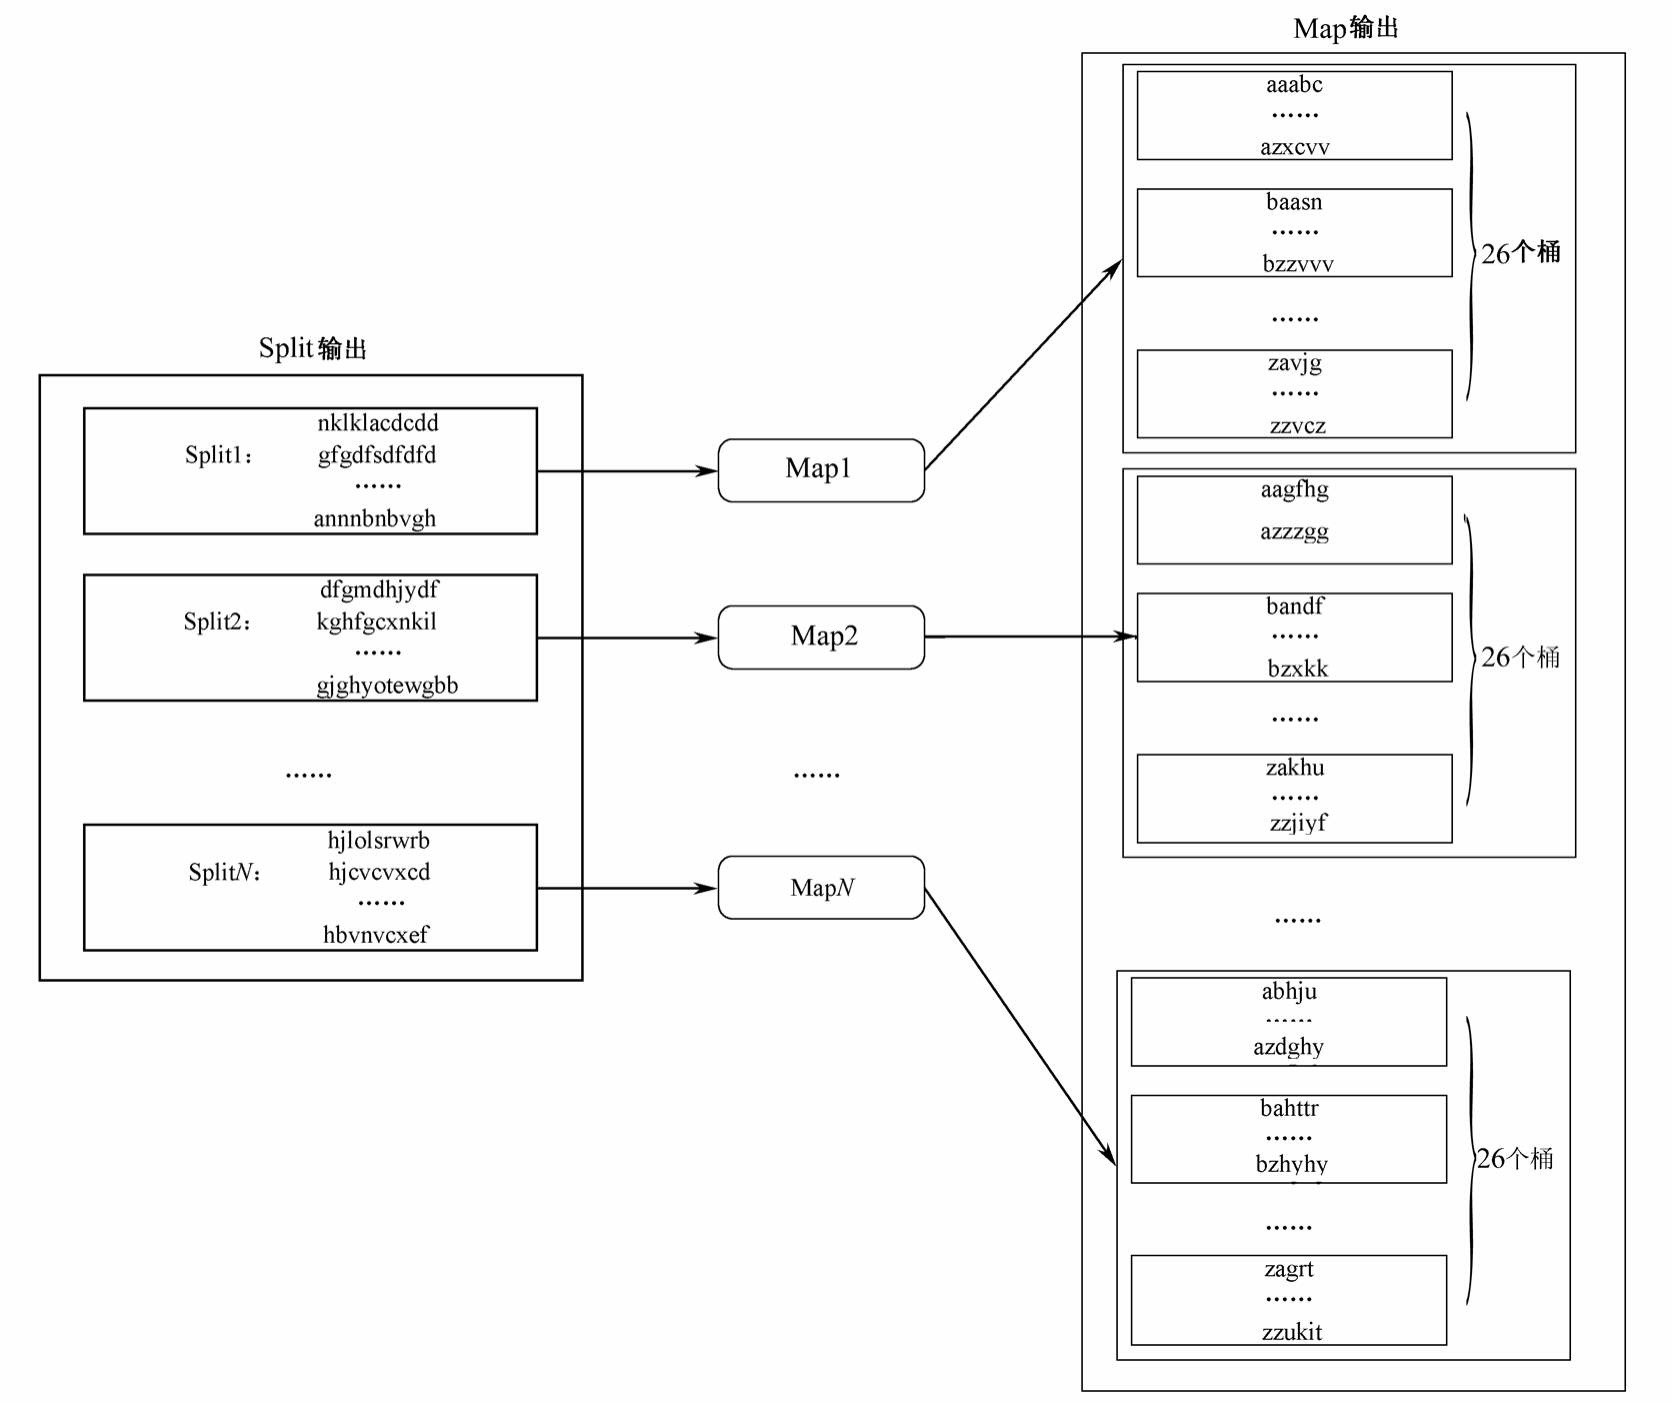 Map输出
aaabc
……
azxcvv
baasn
……
bzzvvv
……
zavjg
……
zzvcz
26个桶
Split输出
Split1:
nklklacdcdd
gfgdfsdfdfd
……
annnbnbvgh
Map1
aagfhg
azzzgg
bandf
……
bzxkk
……
zakhu
……
zzjiyf
26个桶
Split2:
dfgmdhjydf
kghfgcxnkil
……
gjghyotewgbb
Map2
……
……
……
SplitN:
hjlolsrwrb
hjcvcvxcd
……
hbvnvcxef
MapN
abhju
……
azdghy
bahttr
……
bzhyhy
……
zagrt
……
zzukit
26个桶